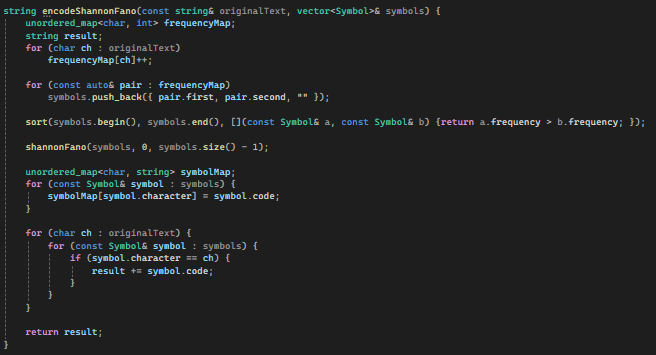 string encodeShannonFano(const string& originalText, vector<Symbol>& symbols) {
    unordered_map<char, int> frequencyMap;
    string result;
    for (char ch : originalText)
        frequencyMap[ch]++;

    for (const auto& pair : frequencyMap)
        symbols.push_back({ pair.first, pair.second, "" });

    sort(symbols.begin(), symbols.end(), [](const Symbol& a, const Symbol& b) {return a.frequency > b.frequency; });

    shannonFano(symbols, 0, symbols.size() - 1);

    unordered_map<char, string> symbolMap;
    for (const Symbol& symbol : symbols) {
        symbolMap[symbol.character] = symbol.code;
    }

    for (char ch : originalText) {
        for (const Symbol& symbol : symbols) {
            if (symbol.character == ch) {
                result += symbol.code;
            }
        }
    }

    return result;
}